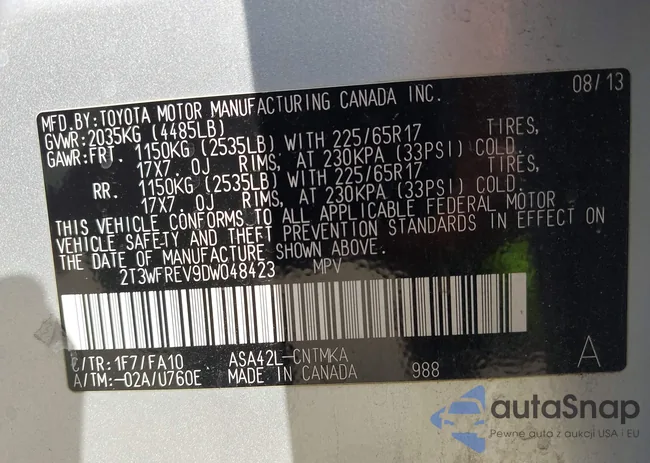 MFD.BY:TOYOTA MOTOR MANUFACTURING CANADA INC. 08/13
GVWR:2035KG (4485LB)
GAWR:FRT. 1150KG (2535LB) WITH 225/65R17 TIRES,
17X7.0J RIMS, AT 230KPA (33PSI) COLD.
RR. 1150KG (2535LB) WITH 225/65R17 TIRES,
17X7.0J RIMS, AT 230KPA (33PSI) COLD.
THIS VEHICLE CONFORMS TO ALL APPLICABLE FEDERAL MOTOR
VEHICLE SAFETY AND THEFT PREVENTION STANDARDS IN EFFECT ON
THE DATE OF MANUFACTURE SHOWN ABOVE.
2T3WFREV9DW048423 MPV
C/TR:1F7/FA10 ASA42L-CNTMKA A
A/TM:-02A/U760E MADE IN CANADA 988
autaSnap
Pewne auta z aukcji USA i EU